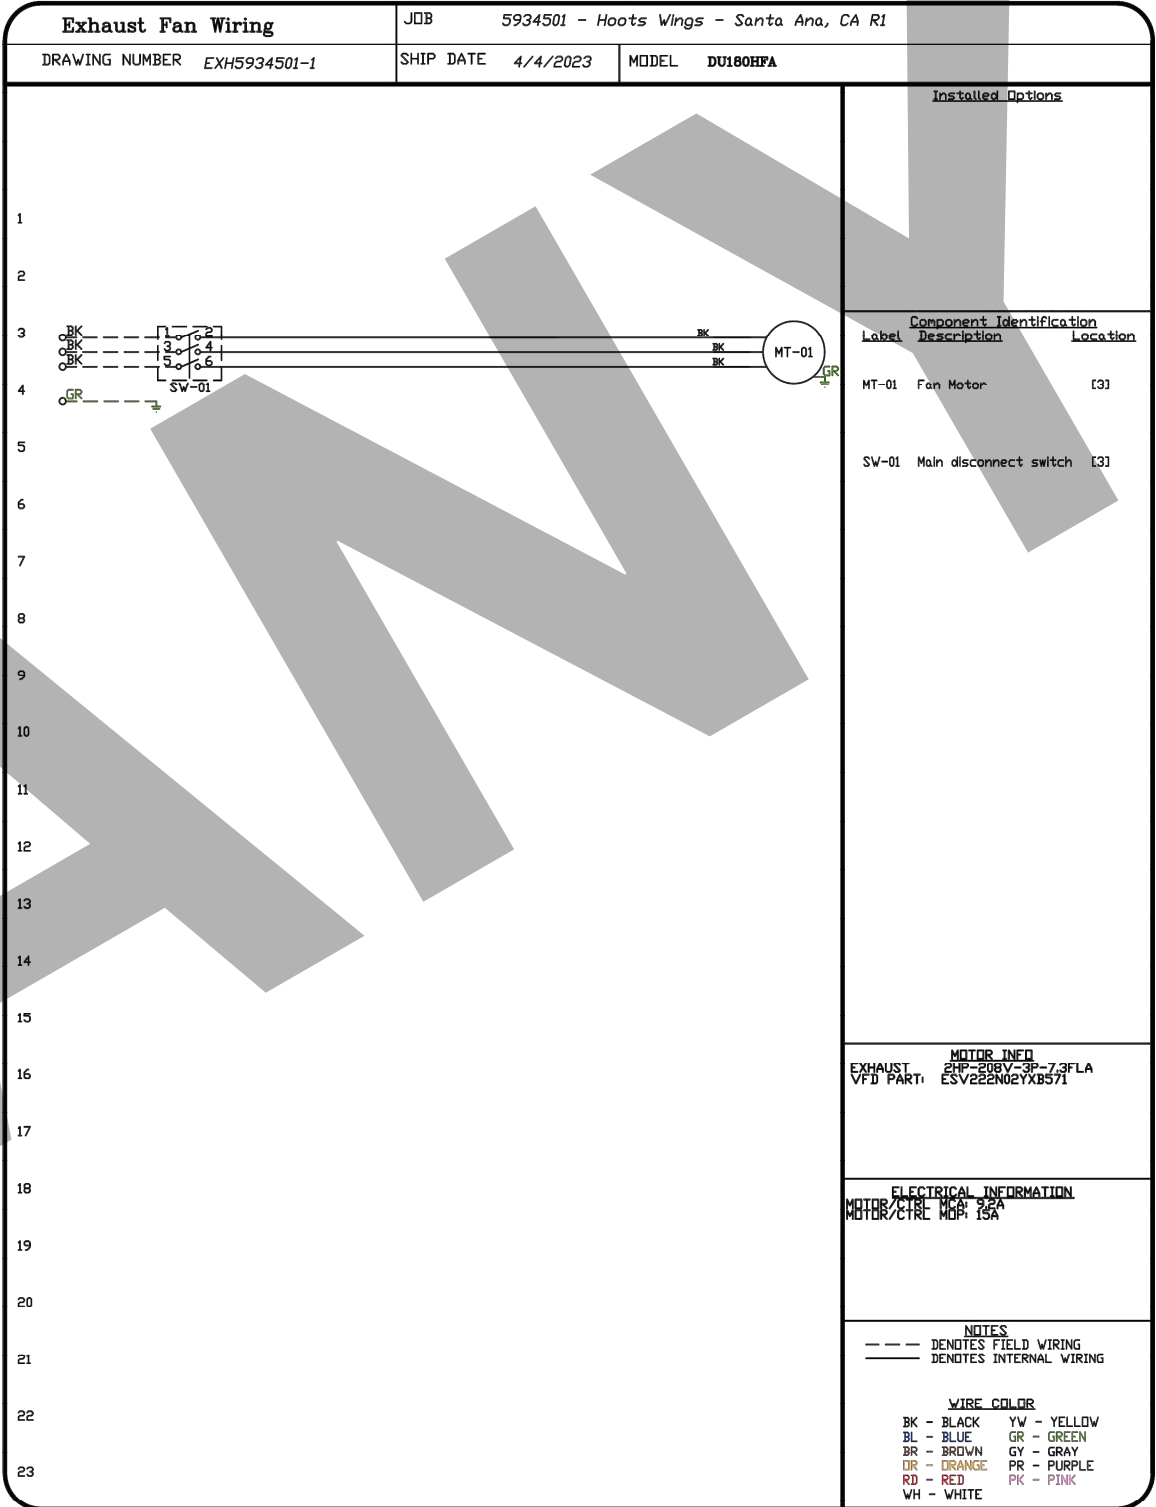 Exhaust Fan Wiring
JOB 5934501 - Hoots Wings - Santa Ana, CA R1
DRAWING NUMBER EXH5934501-1
SHIP DATE 4/4/2023
MODEL DU180HFA
Installed Options
1
2
3
BK 1 2 BK
BK 3 4 BK
BK 5 6 BK
MT-01
GR
SW-01
4
GR
5
6
7
8
9
10
11
12
13
14
15
16
17
18
19
20
21
22
23
Component Identification
Label Description Location
MT-01 Fan Motor [3]
SW-01 Main disconnect switch [3]
MOTOR INFO
EXHAUST 2HP-208V-3P-7.3FLA
VFD PART: ESV222N02YXB571
ELECTRICAL INFORMATION
MOTOR/CTRL MCA: 9.2A
MOTOR/CTRL MOP: 15A
NOTES
DENOTES FIELD WIRING
DENOTES INTERNAL WIRING
WIRE COLOR
BK - BLACK YW - YELLOW
BL - BLUE GR - GREEN
BR - BROWN GY - GRAY
OR - ORANGE PR - PURPLE
RD - RED PK - PINK
WH - WHITE